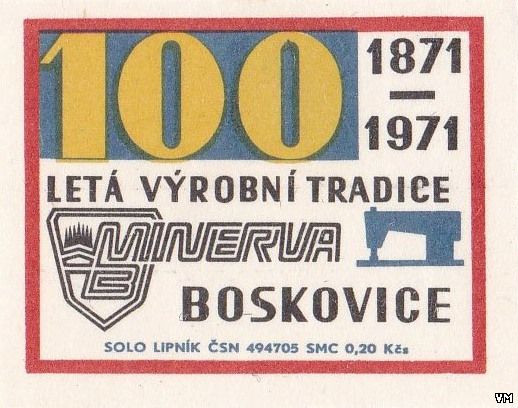 100
1871
—
1971
LETÁ VÝROBNÍ TRADICE
MINERVA
B
BOSKOVICE
SOLO LIPNÍK ČSN 494705 SMC 0,20 Kčs
VM